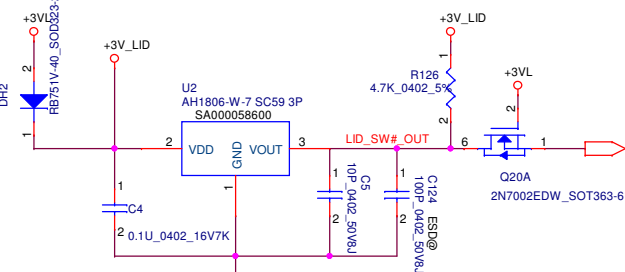 +3VL
+3V_LID
DH2
RB751V-40_SOD323-
2
1
U2
AH1806-W-7 SC59 3P
SA000058600
2
VDD
GND
VOUT
3
1
LID_SW#_OUT
+3V_LID
1
R126
4.7K_0402_5%
2
+3VL
2
6
1
Q20A
2N7002EDW_SOT363-6
1
C4
2
0.1U_0402_16V7K
1
C5
10P_0402_50V8J
2
1
C124
100P_0402_50V8J
ESD@
2